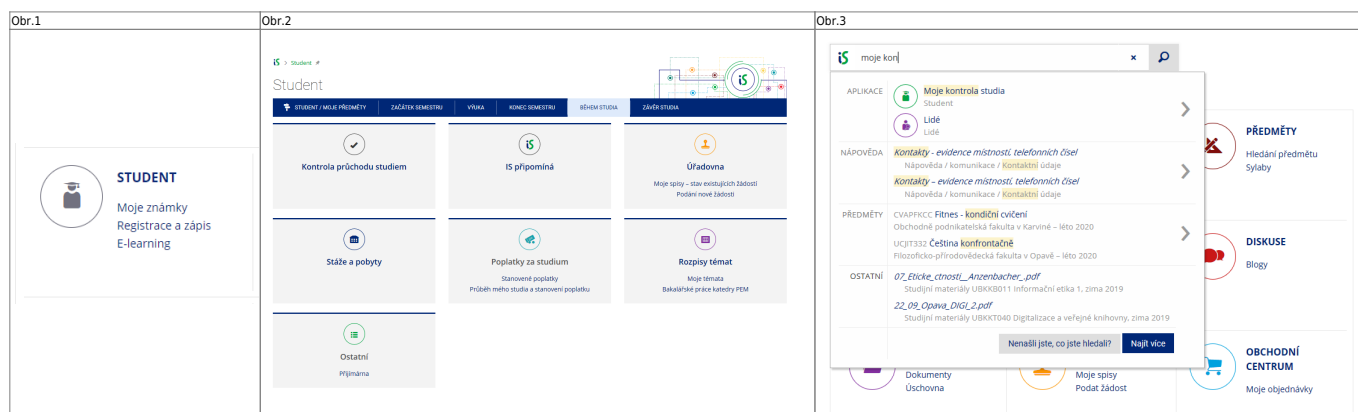 Obr.1
Obr.2
Obr.3
STUDENT
Moje známky
Registrace a zápis
E-learning
iS > Student
Student
iS
STUDENT / MOJE PŘEDMĚTY
ZAČÁTEK SEMESTRU
VÝUKA
KONEC SEMESTRU
BĚHEM STUDIA
ZÁVĚR STUDIA
Kontrola průchodu studiem
iS
IS připomíná
Úřadovna
Moje spisy – stav existujících žádostí
Podání nové žádosti
Stáže a pobyty
Poplatky za studium
Stanovené poplatky
Průběh mého studia a stanovení poplatku
Rozpisy témat
Moje témata
Bakalářské práce katedry PEM
Ostatní
Přijímárna
iS moje kon ×
APLIKACE
Moje kontrola studia
Student
Lidé
Lidé
NÁPOVĚDA
Kontakty - evidence místností, telefonních čísel
Nápověda / komunikace / Kontaktní údaje
Kontakty – evidence místností, telefonních čísel
Nápověda / komunikace / Kontaktní údaje
PŘEDMĚTY
CVAPFKCC Fitnes - kondiční cvičení
Obchodně podnikatelská fakulta v Karviné – léto 2020
UCJIT332 Čeština konfrontačně
Filozoficko-přírodovědecká fakulta v Opavě – léto 2020
OSTATNÍ
07_Eticke_ctnosti__Anzenbacher_.pdf
Studijní materiály UBKKB011 Informační etika 1, zima 2019
22_09_Opava_DIGI_2.pdf
Studijní materiály UBKKT040 Digitalizace a veřejné knihovny, zima 2019
Nenašli jste, co jste hledali?
Najít více
PŘEDMĚTY
Hledání předmětu
Sylaby
DISKUSE
Blogy
OBCHODNÍ
CENTRUM
Moje objednávky
Dokumenty
Úschovna
Moje spisy
Podat žádost